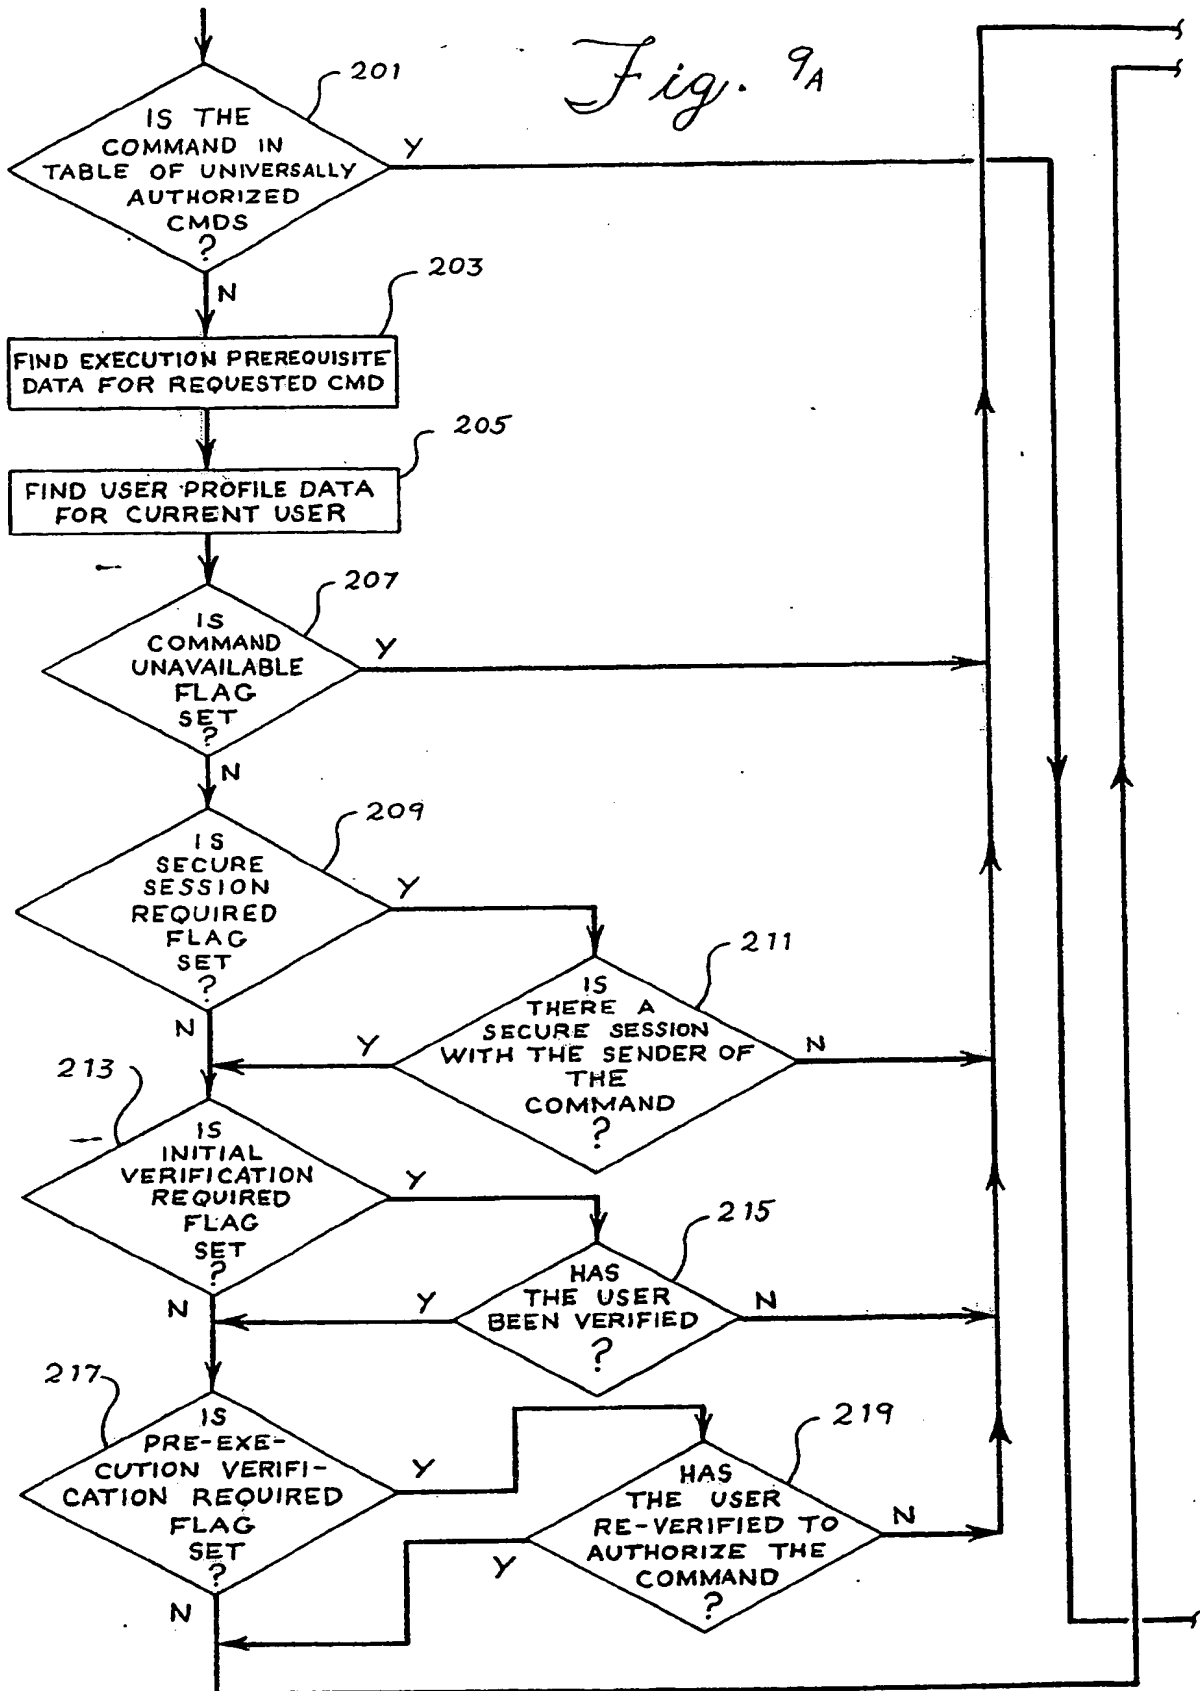 Fig. 9A
201
IS THE
COMMAND IN
TABLE OF UNIVERSALLY
AUTHORIZED
CMDS
?
Y
N
203
FIND EXECUTION PREREQUISITE
DATA FOR REQUESTED CMD
205
FIND USER PROFILE DATA
FOR CURRENT USER
207
IS
COMMAND
UNAVAILABLE
FLAG
SET
?
Y
N
209
IS
SECURE
SESSION
REQUIRED
FLAG
SET
?
Y
N
211
IS
THERE A
SECURE SESSION
WITH THE SENDER OF
THE
COMMAND
?
Y
N
213
IS
INITIAL
VERIFICATION
REQUIRED
FLAG
SET
?
Y
N
215
HAS
THE USER
BEEN VERIFIED
?
Y
N
217
IS
PRE-EXE-
CUTION VERIFI-
CATION REQUIRED
FLAG
SET
?
Y
N
219
HAS
THE USER
RE-VERIFIED TO
AUTHORIZE THE
COMMAND
?
Y
N